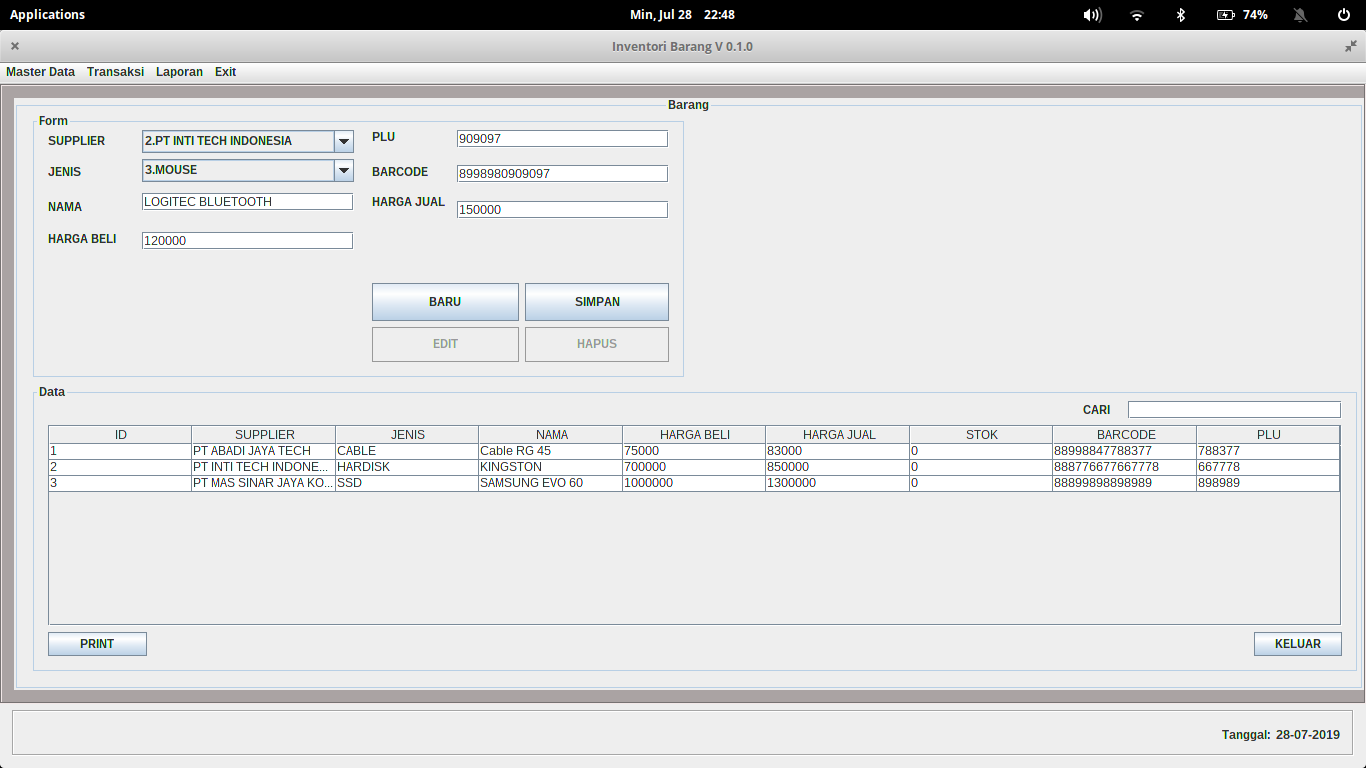 Applications Min, Jul 28 22:48 74%
Inventori Barang V 0.1.0
Master Data Transaksi Laporan Exit
Barang
Form
SUPPLIER 2.PT INTI TECH INDONESIA PLU 909097
JENIS 3.MOUSE BARCODE 8998980909097
NAMA LOGITEC BLUETOOTH HARGA JUAL 150000
HARGA BELI 120000
BARU SIMPAN
EDIT HAPUS
Data
CARI
ID SUPPLIER JENIS NAMA HARGA BELI HARGA JUAL STOK BARCODE PLU
1 PT ABADI JAYA TECH CABLE Cable RG 45 75000 83000 0 88998847788377 788377
2 PT INTI TECH INDONE... HARDISK KINGSTON 700000 850000 0 888776677667778 667778
3 PT MAS SINAR JAYA KO... SSD SAMSUNG EVO 60 1000000 1300000 0 88899898898989 898989
PRINT KELUAR
Tanggal: 28-07-2019